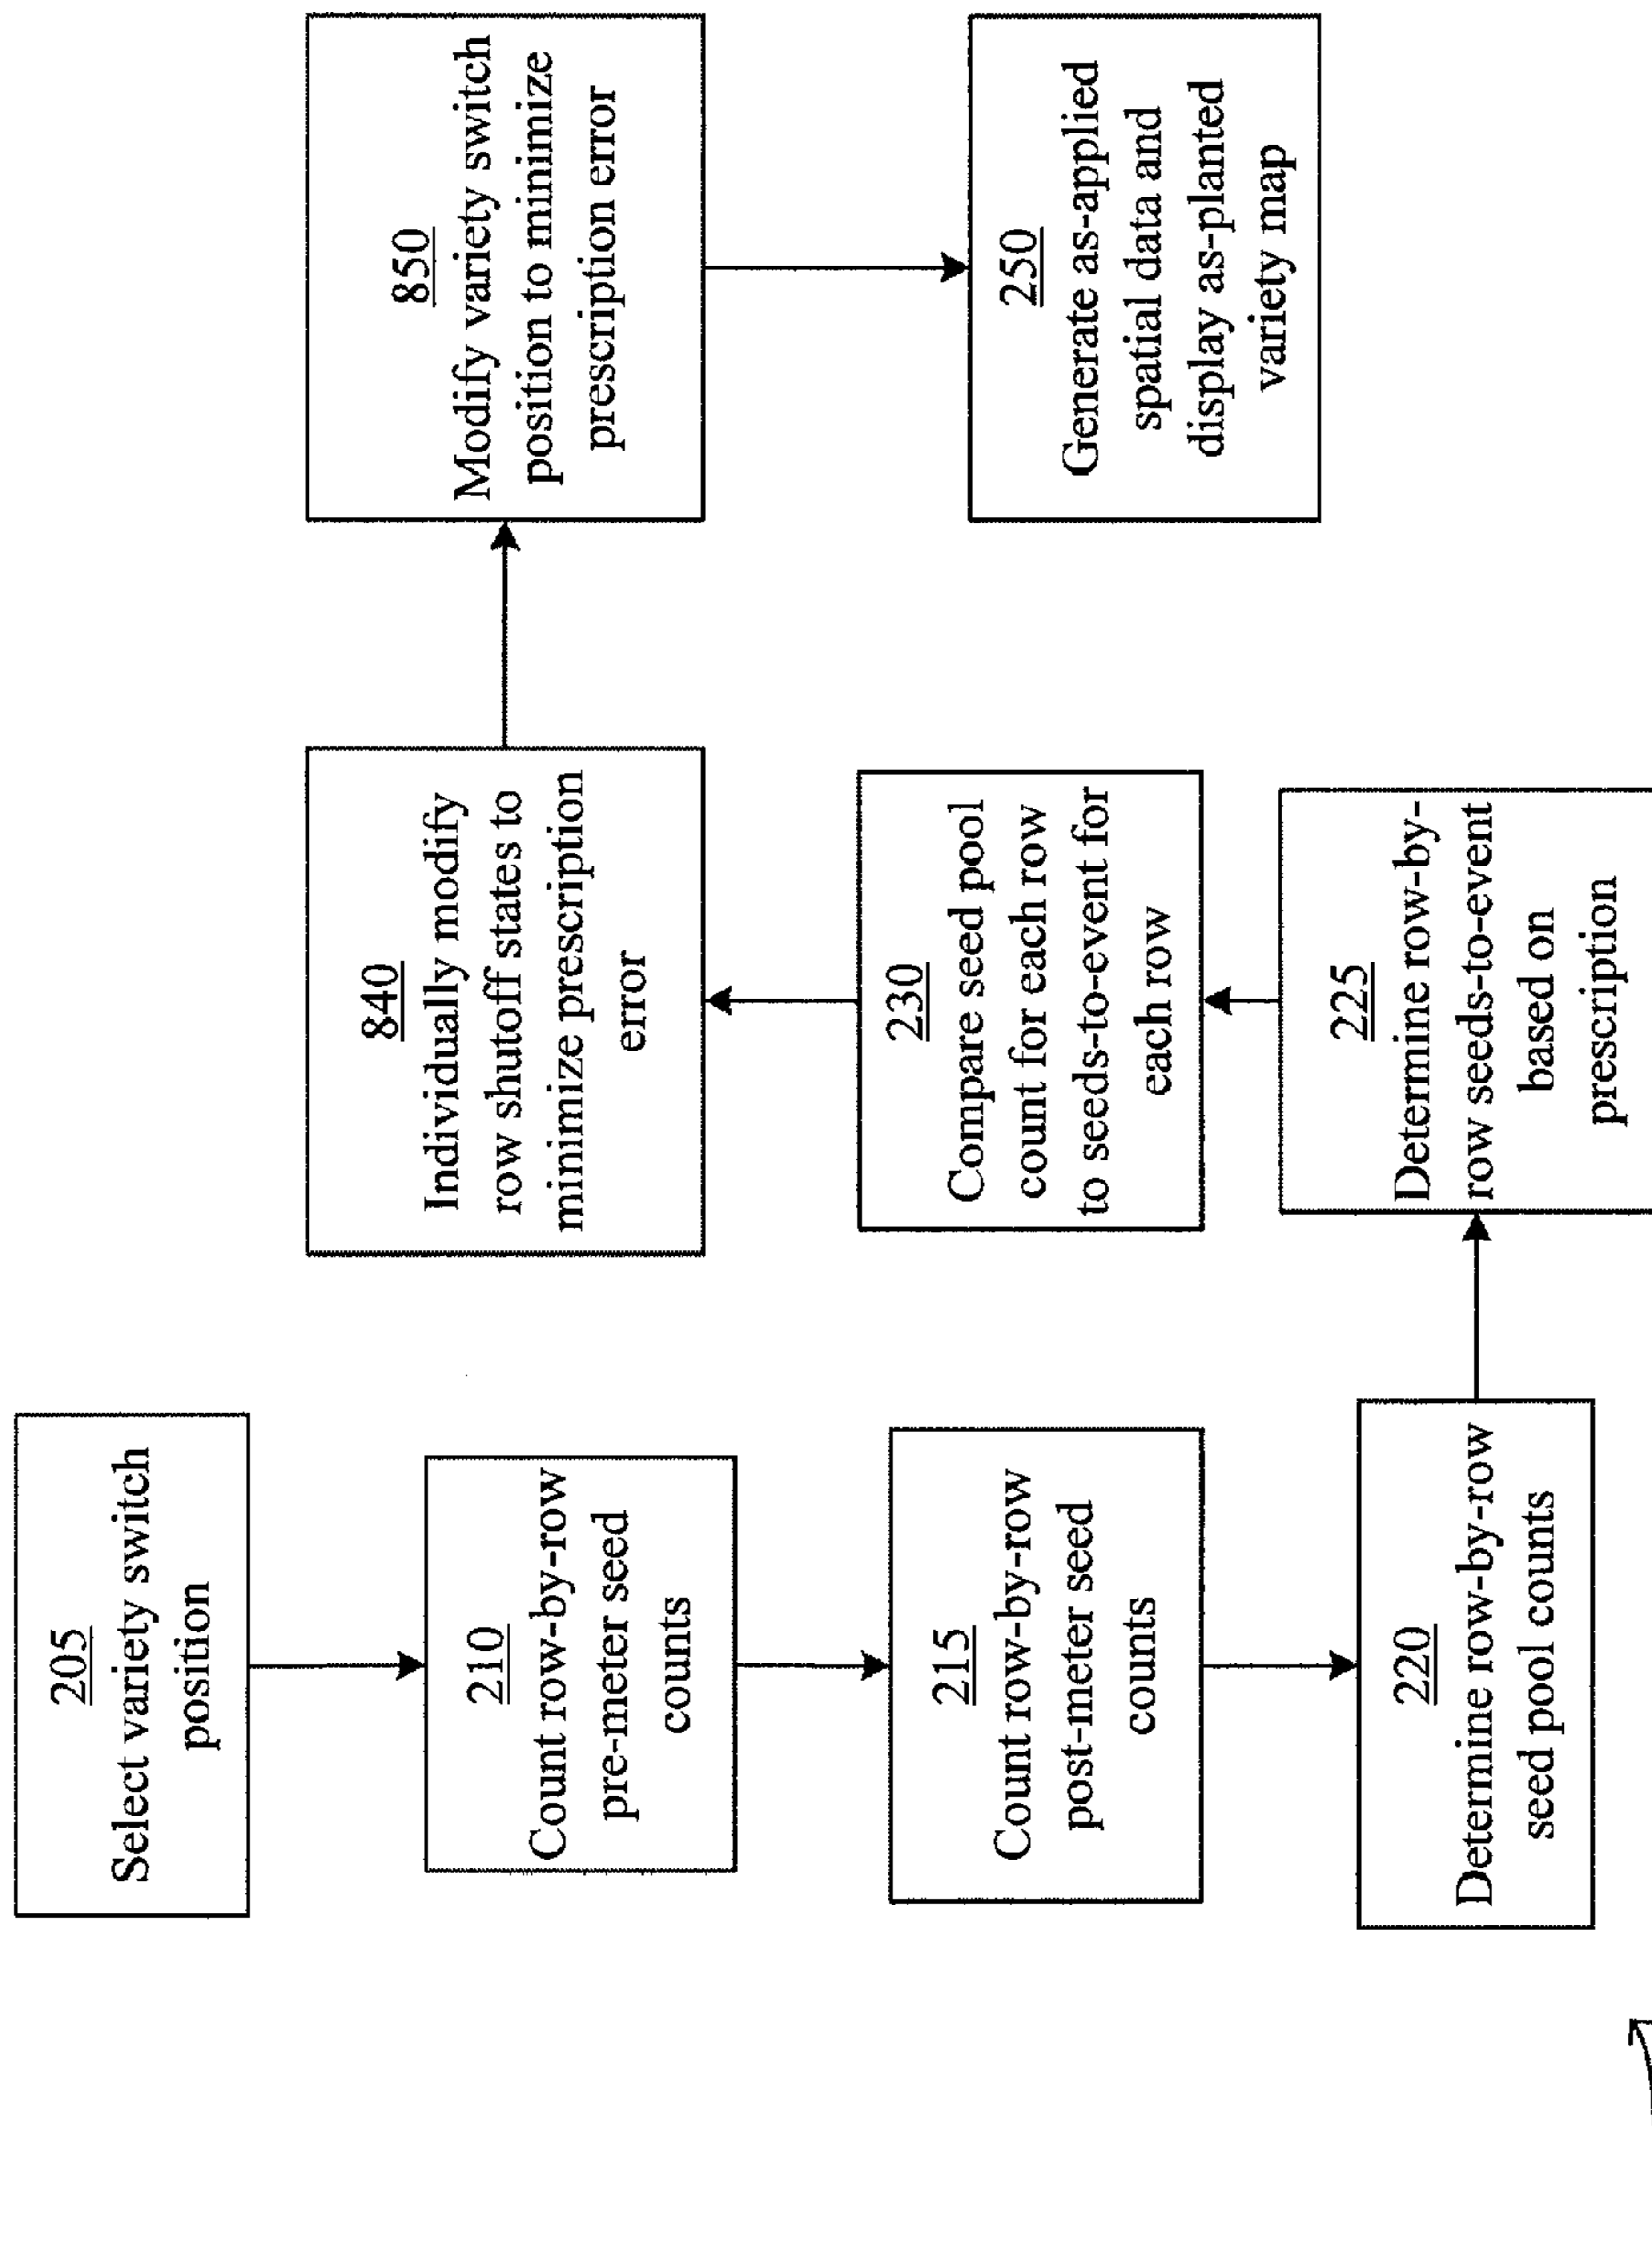 205
Select variety switch
position
210
Count row-by-row
pre-meter seed
counts
215
Count row-by-row
post-meter seed
counts
220
Determine row-by-row
seed pool counts
225
Determine row-by-
row seeds-to-event
based on
prescription
230
Compare seed pool
count for each row
to seeds-to-event for
each row
840
Individually modify
row shutoff states to
minimize prescription
error
850
Modify variety switch
position to minimize
prescription error
250
Generate as-applied
spatial data and
display as-planted
variety map